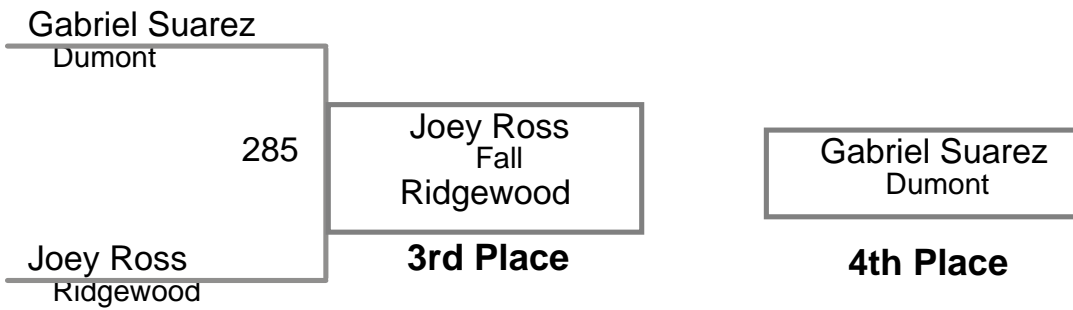 Gabriel Suarez
Dumont
285
Joey Ross
Ridgewood
Joey Ross
Fall
Ridgewood
3rd Place
Gabriel Suarez
Dumont
4th Place